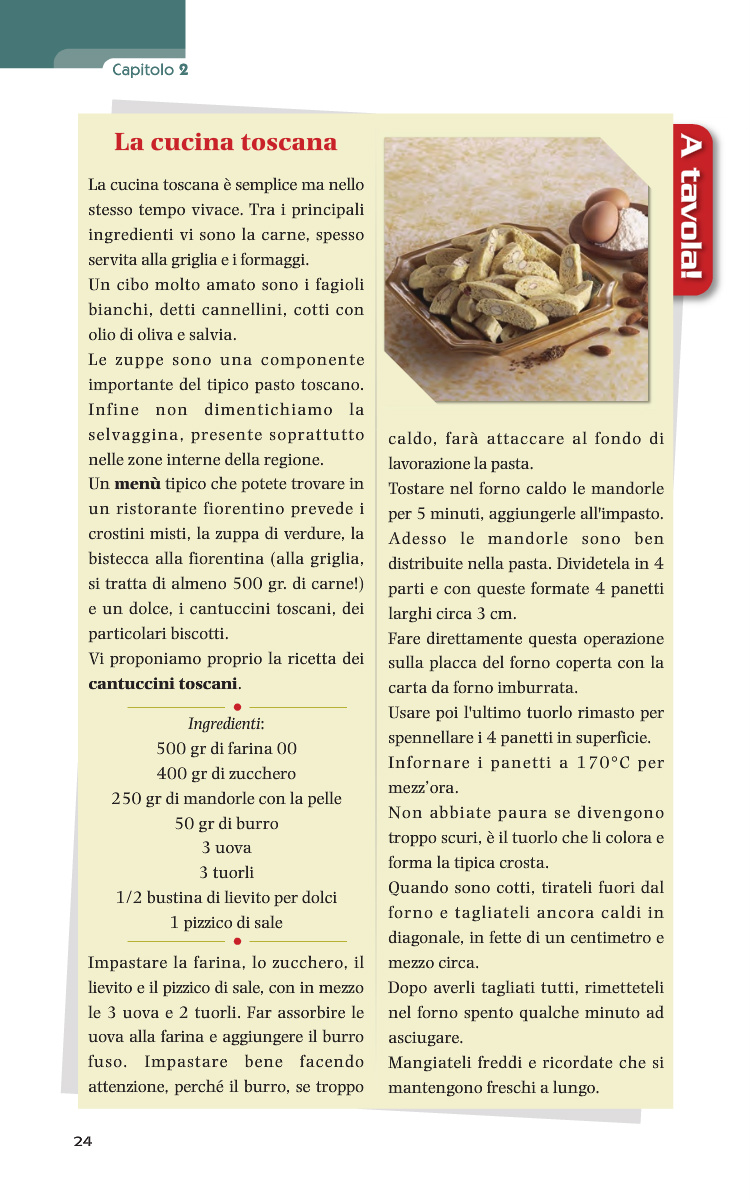 Capitolo 2
La cucina toscana
La cucina toscana è semplice ma nello
stesso tempo vivace. Tra i principali
ingredienti vi sono la carne, spesso
servita alla griglia e i formaggi.
Un cibo molto amato sono i fagioli
bianchi, detti cannellini, cotti con
olio di oliva e salvia.
Le zuppe sono una componente
importante del tipico pasto toscano.
Infine non dimentichiamo la
selvaggina, presente soprattutto
nelle zone interne della regione.
Un menù tipico che potete trovare in
un ristorante fiorentino prevede i
crostini misti, la zuppa di verdure, la
bistecca alla fiorentina (alla griglia,
si tratta di almeno 500 gr. di carne!)
e un dolce, i cantuccini toscani, dei
particolari biscotti.
Vi proponiamo proprio la ricetta dei
cantuccini toscani.
Ingredienti:
500 gr di farina 00
400 gr di zucchero
250 gr di mandorle con la pelle
50 gr di burro
3 uova
3 tuorli
1/2 bustina di lievito per dolci
1 pizzico di sale
Impastare la farina, lo zucchero, il
lievito e il pizzico di sale, con in mezzo
le 3 uova e 2 tuorli. Far assorbire le
uova alla farina e aggiungere il burro
fuso. Impastare bene facendo
attenzione, perché il burro, se troppo
caldo, farà attaccare al fondo di
lavorazione la pasta.
Tostare nel forno caldo le mandorle
per 5 minuti, aggiungerle all'impasto.
Adesso le mandorle sono ben
distribuite nella pasta. Dividetela in 4
parti e con queste formate 4 panetti
larghi circa 3 cm.
Fare direttamente questa operazione
sulla placca del forno coperta con la
carta da forno imburrata.
Usare poi l'ultimo tuorlo rimasto per
spennellare i 4 panetti in superficie.
Infornare i panetti a 170°C per
mezz’ora.
Non abbiate paura se divengono
troppo scuri, è il tuorlo che li colora e
forma la tipica crosta.
Quando sono cotti, tirateli fuori dal
forno e tagliateli ancora caldi in
diagonale, in fette di un centimetro e
mezzo circa.
Dopo averli tagliati tutti, rimetteteli
nel forno spento qualche minuto ad
asciugare.
Mangiateli freddi e ricordate che si
mantengono freschi a lungo.
A tavola!
24